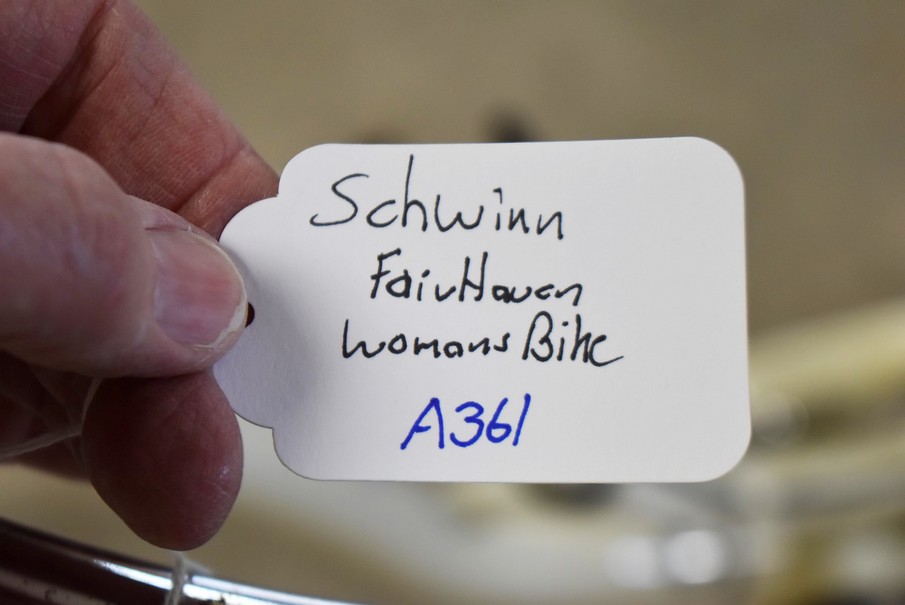 Schwinn
FairHaven
Womans Bike
A361